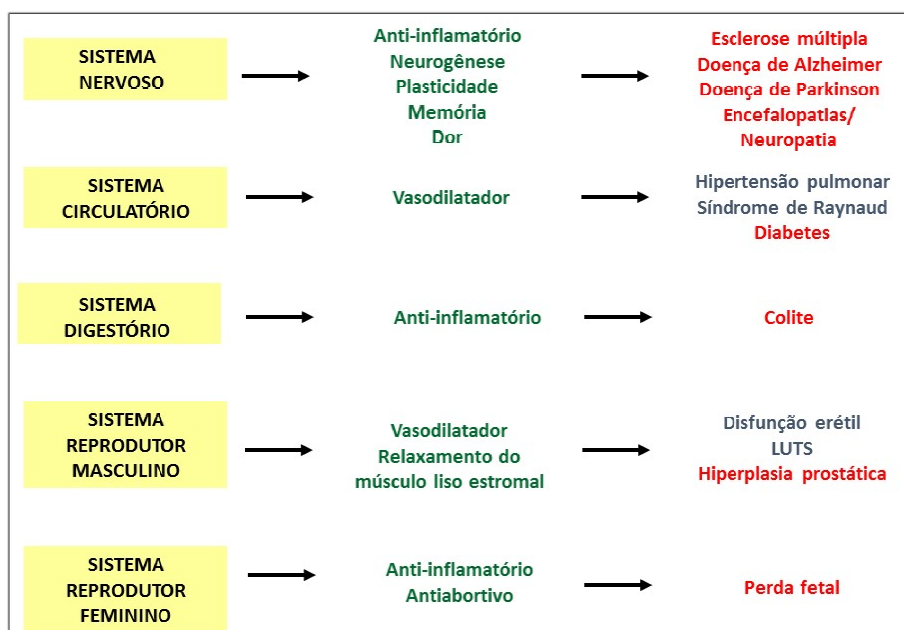 SISTEMA
NERVOSO
Anti-inflamatório
Neurogênese
Plasticidade
Memória
Dor
Esclerose múltipla
Doença de Alzheimer
Doença de Parkinson
Encefalopatias/
Neuropatia
SISTEMA
CIRCULATÓRIO
Vasodilatador
Hipertensão pulmonar
Síndrome de Raynaud
Diabetes
SISTEMA
DIGESTÓRIO
Anti-inflamatório
Colite
SISTEMA
REPRODUTOR
MASCULINO
Vasodilatador
Relaxamento do
músculo liso estromal
Disfunção erétil
LUTS
Hiperplasia prostática
SISTEMA
REPRODUTOR
FEMININO
Anti-inflamatório
Antiabortivo
Perda fetal